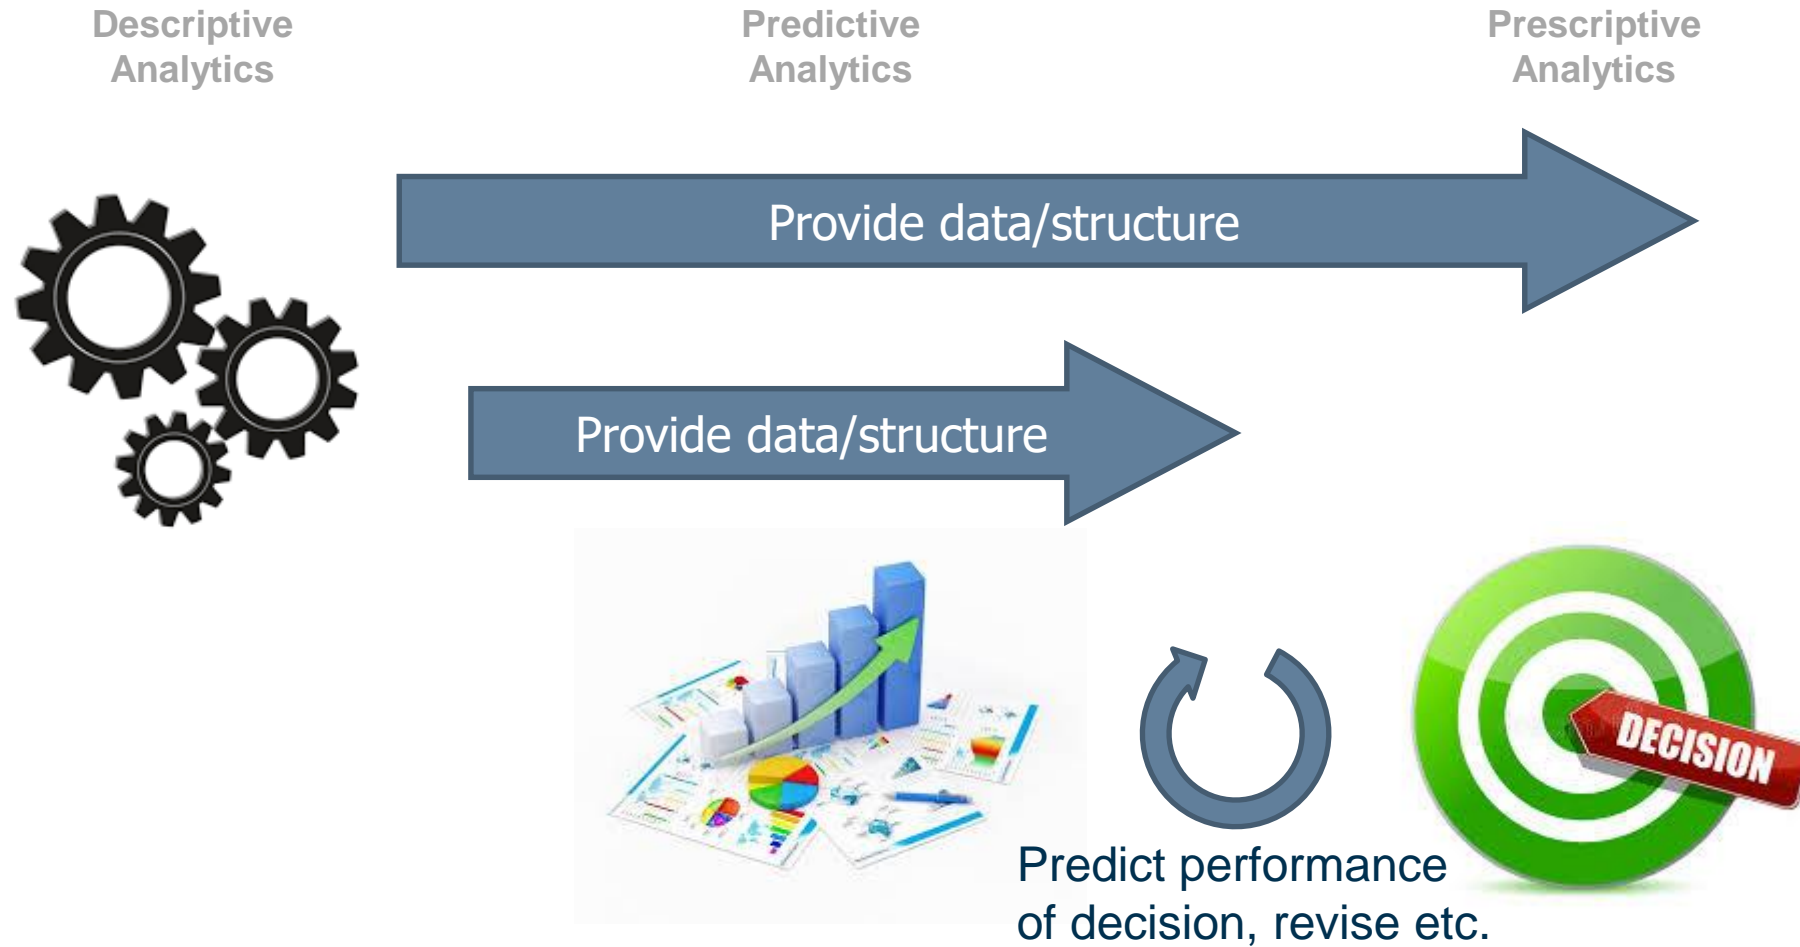 Descriptive
Analytics
Predictive
Analytics
Prescriptive
Analytics
Provide data/structure
Provide data/structure
DECISION
Predict performance
of decision, revise etc.